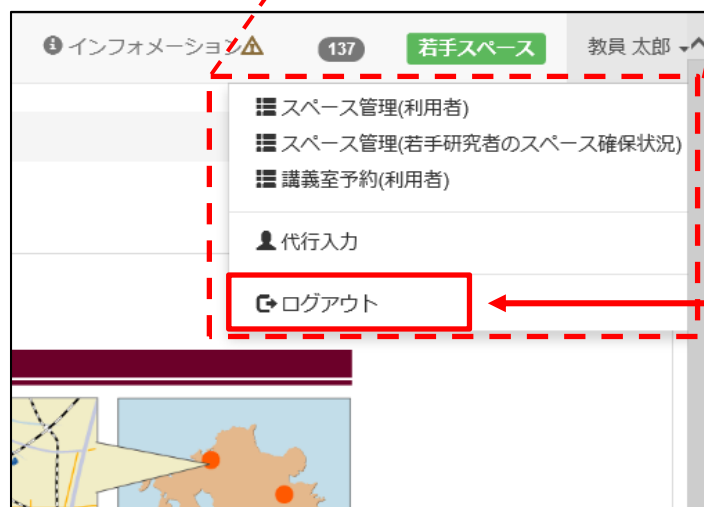 インフォメーション 137 若手スペース 教員 太郎
スペース管理(利用者)
スペース管理(若手研究者のスペース確保状況)
講義室予約(利用者)
代行入力
ログアウト